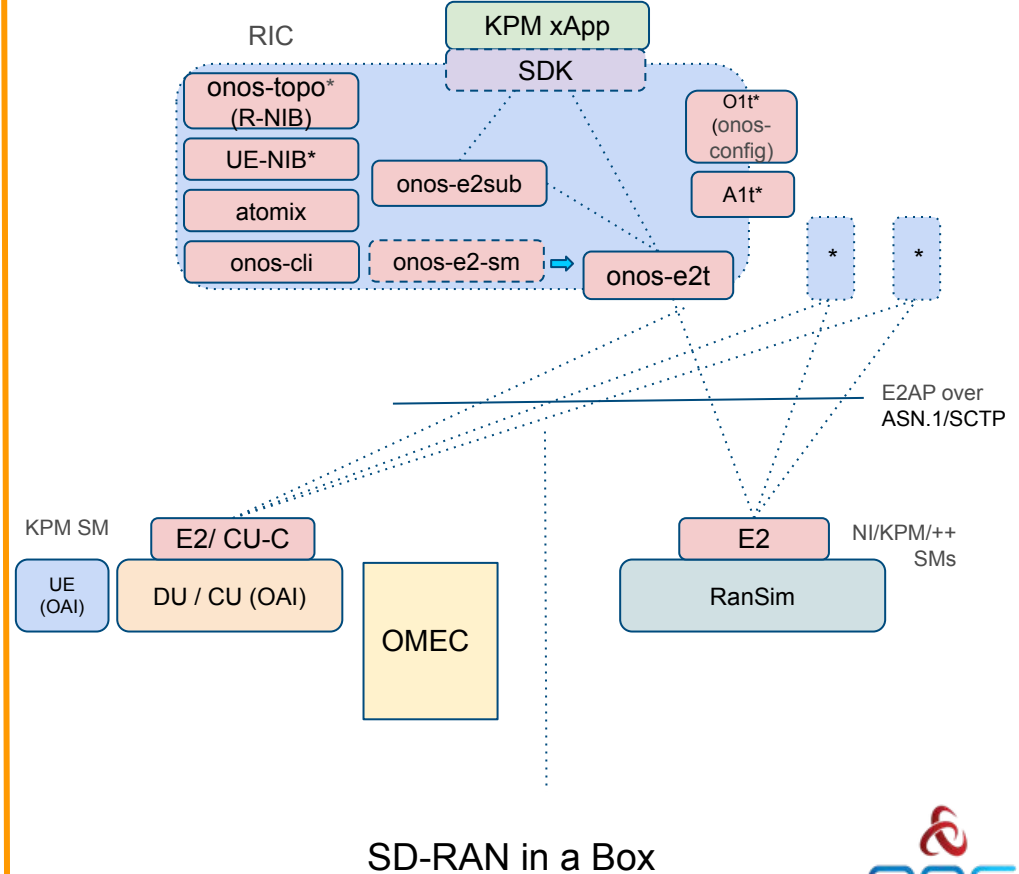 KPM xApp
RIC
SDK
onos-topo*
(R-NIB)
O1t*
(onos-
config)
UE-NIB*
onos-e2sub
A1t*
atomix
onos-cli
onos-e2-sm
onos-e2t
*
*
E2AP over
ASN.1/SCTP
KPM SM
E2/ CU-C
E2
NI/KPM/++
SMs
UE
(OAI)
DU / CU (OAI)
RanSim
OMEC
SD-RAN in a Box